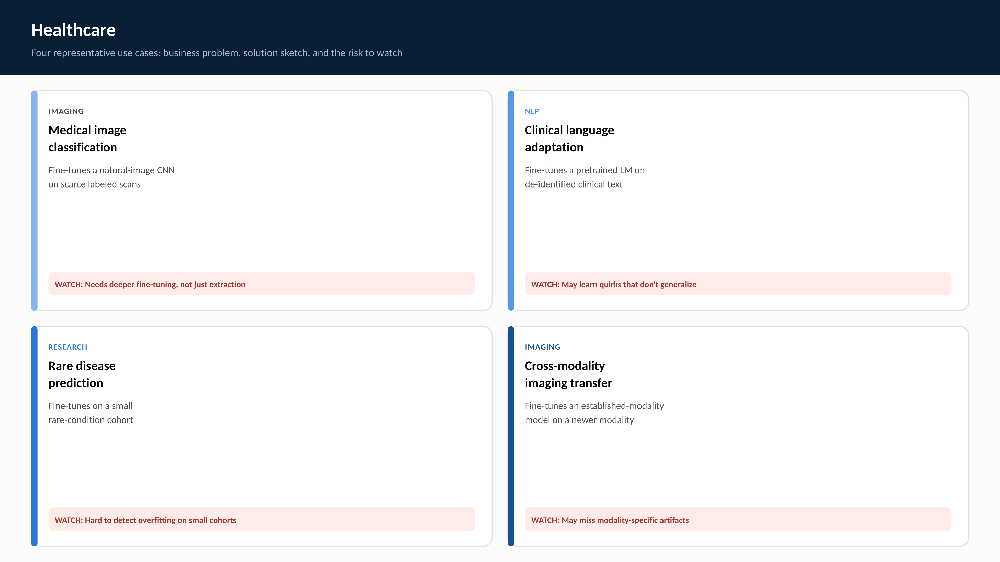 Healthcare
Four representative use cases: business problem, solution sketch, and the risk to watch
IMAGING
Medical image
classification
Fine-tunes a natural-image CNN
on scarce labeled scans
WATCH: Needs deeper fine-tuning, not just extraction
NLP
Clinical language
adaptation
Fine-tunes a pretrained LM on
de-identified clinical text
WATCH: May learn quirks that don't generalize
RESEARCH
Rare disease
prediction
Fine-tunes on a small
rare-condition cohort
WATCH: Hard to detect overfitting on small cohorts
IMAGING
Cross-modality
imaging transfer
Fine-tunes an established-modality
model on a newer modality
WATCH: May miss modality-specific artifacts